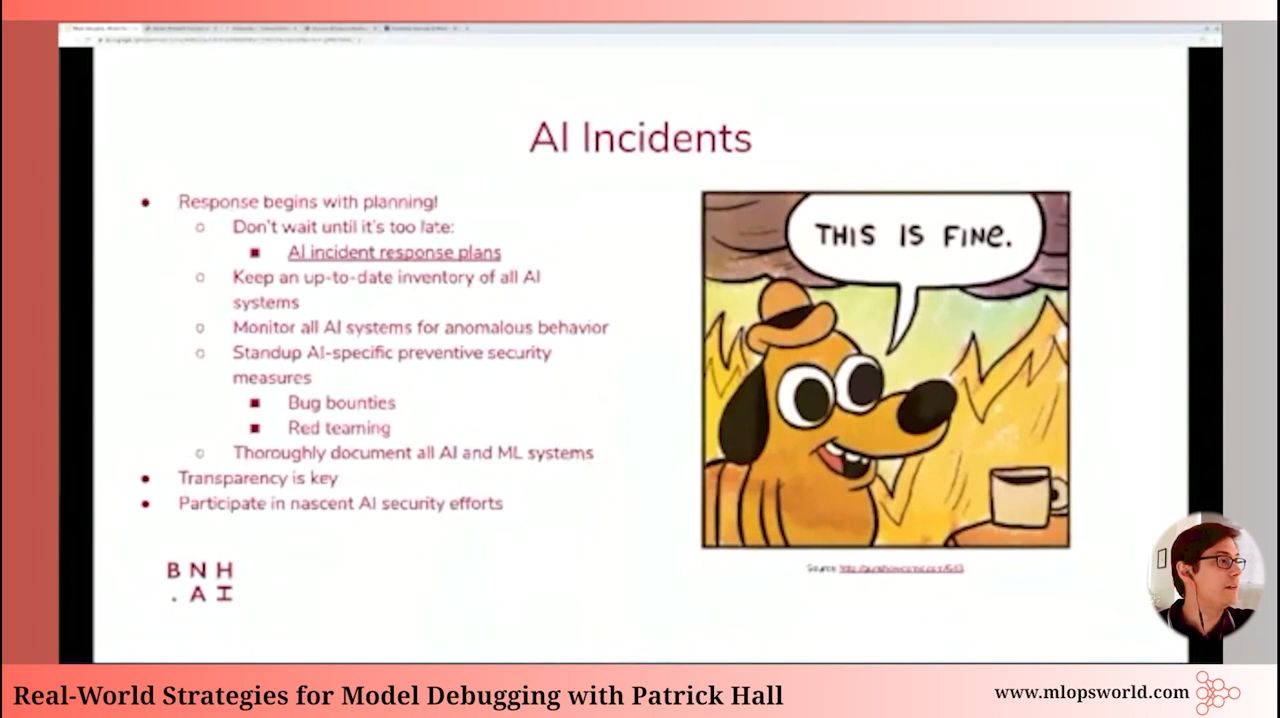 AI Incidents
Response begins with planning!
Don't wait until it's too late:
AI incident response plans
Keep an up-to-date inventory of all AI
systems
Monitor all AI systems for anomalous behavior
Standup AI-specific preventive security
measures
Bug bounties
Red teaming
Thoroughly document all AI and ML systems
Transparency is key
Participate in nascent AI security efforts
THIS IS FINE.
Source:
BNH
.AI
Real-World Strategies for Model Debugging with Patrick Hall
www.mlopsworld.com